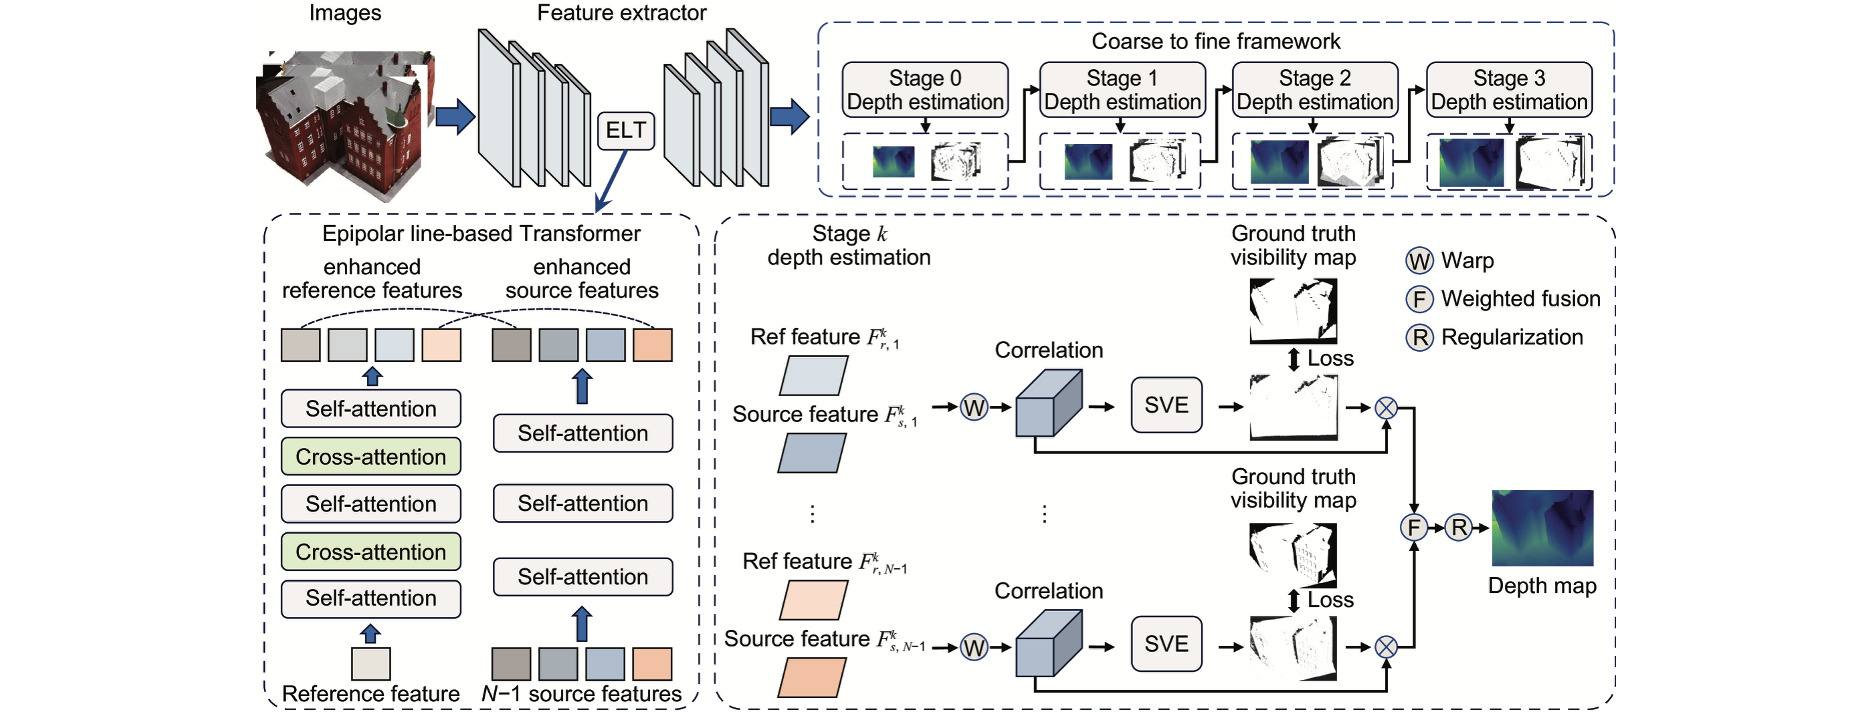 Images
Feature extractor
ELT
Coarse to fine framework
Stage 0
Depth estimation
Stage 1
Depth estimation
Stage 2
Depth estimation
Stage 3
Depth estimation
Epipolar line-based Transformer
enhanced
reference features
enhanced
source features
Self-attention
Cross-attention
Self-attention
Cross-attention
Self-attention
Reference feature
Self-attention
Self-attention
Self-attention
N−1 source features
Stage k
depth estimation
Ground truth
visibility map
W Warp
F Weighted fusion
R Regularization
Ref feature F^k_{r, 1}
Source feature F^k_{s, 1}
W
Correlation
SVE
Loss
⋮
⋮
Ground truth
visibility map
Ref feature F^k_{r, N−1}
Source feature F^k_{s, N−1}
W
Correlation
SVE
Loss
F
R
Depth map